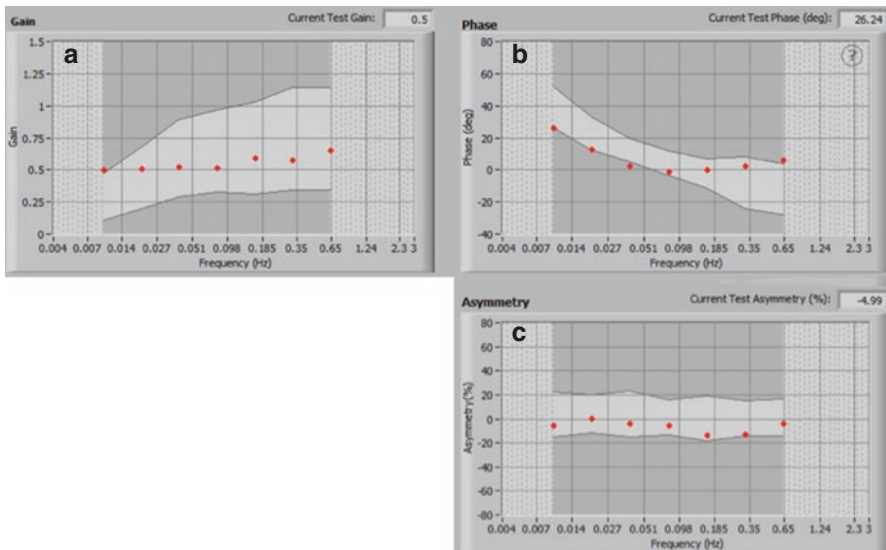 Gain Current Test Gain: 0.5
a
1.5
1.25
1
0.75
0.5
0.25
0
Gain
0.004 0.007 0.014 0.027 0.051 0.098 0.185 0.35 0.65 1.24 2.3 3
Frequency (Hz)
Phase Current Test Phase (deg) 26.24
b
?
80
60
40
20
0
-20
-40
Phase (deg)
0.004 0.007 0.014 0.027 0.051 0.098 0.185 0.35 0.65 1.24 2.3 3
Frequency (Hz)
Asymmetry Current Test Asymmetry (%): -4.99
c
80
60
40
20
0
-20
-40
-60
-80
Asymmetry(%)
0.004 0.007 0.014 0.027 0.051 0.098 0.185 0.35 0.65 1.24 2.3 3
Frequency (Hz)